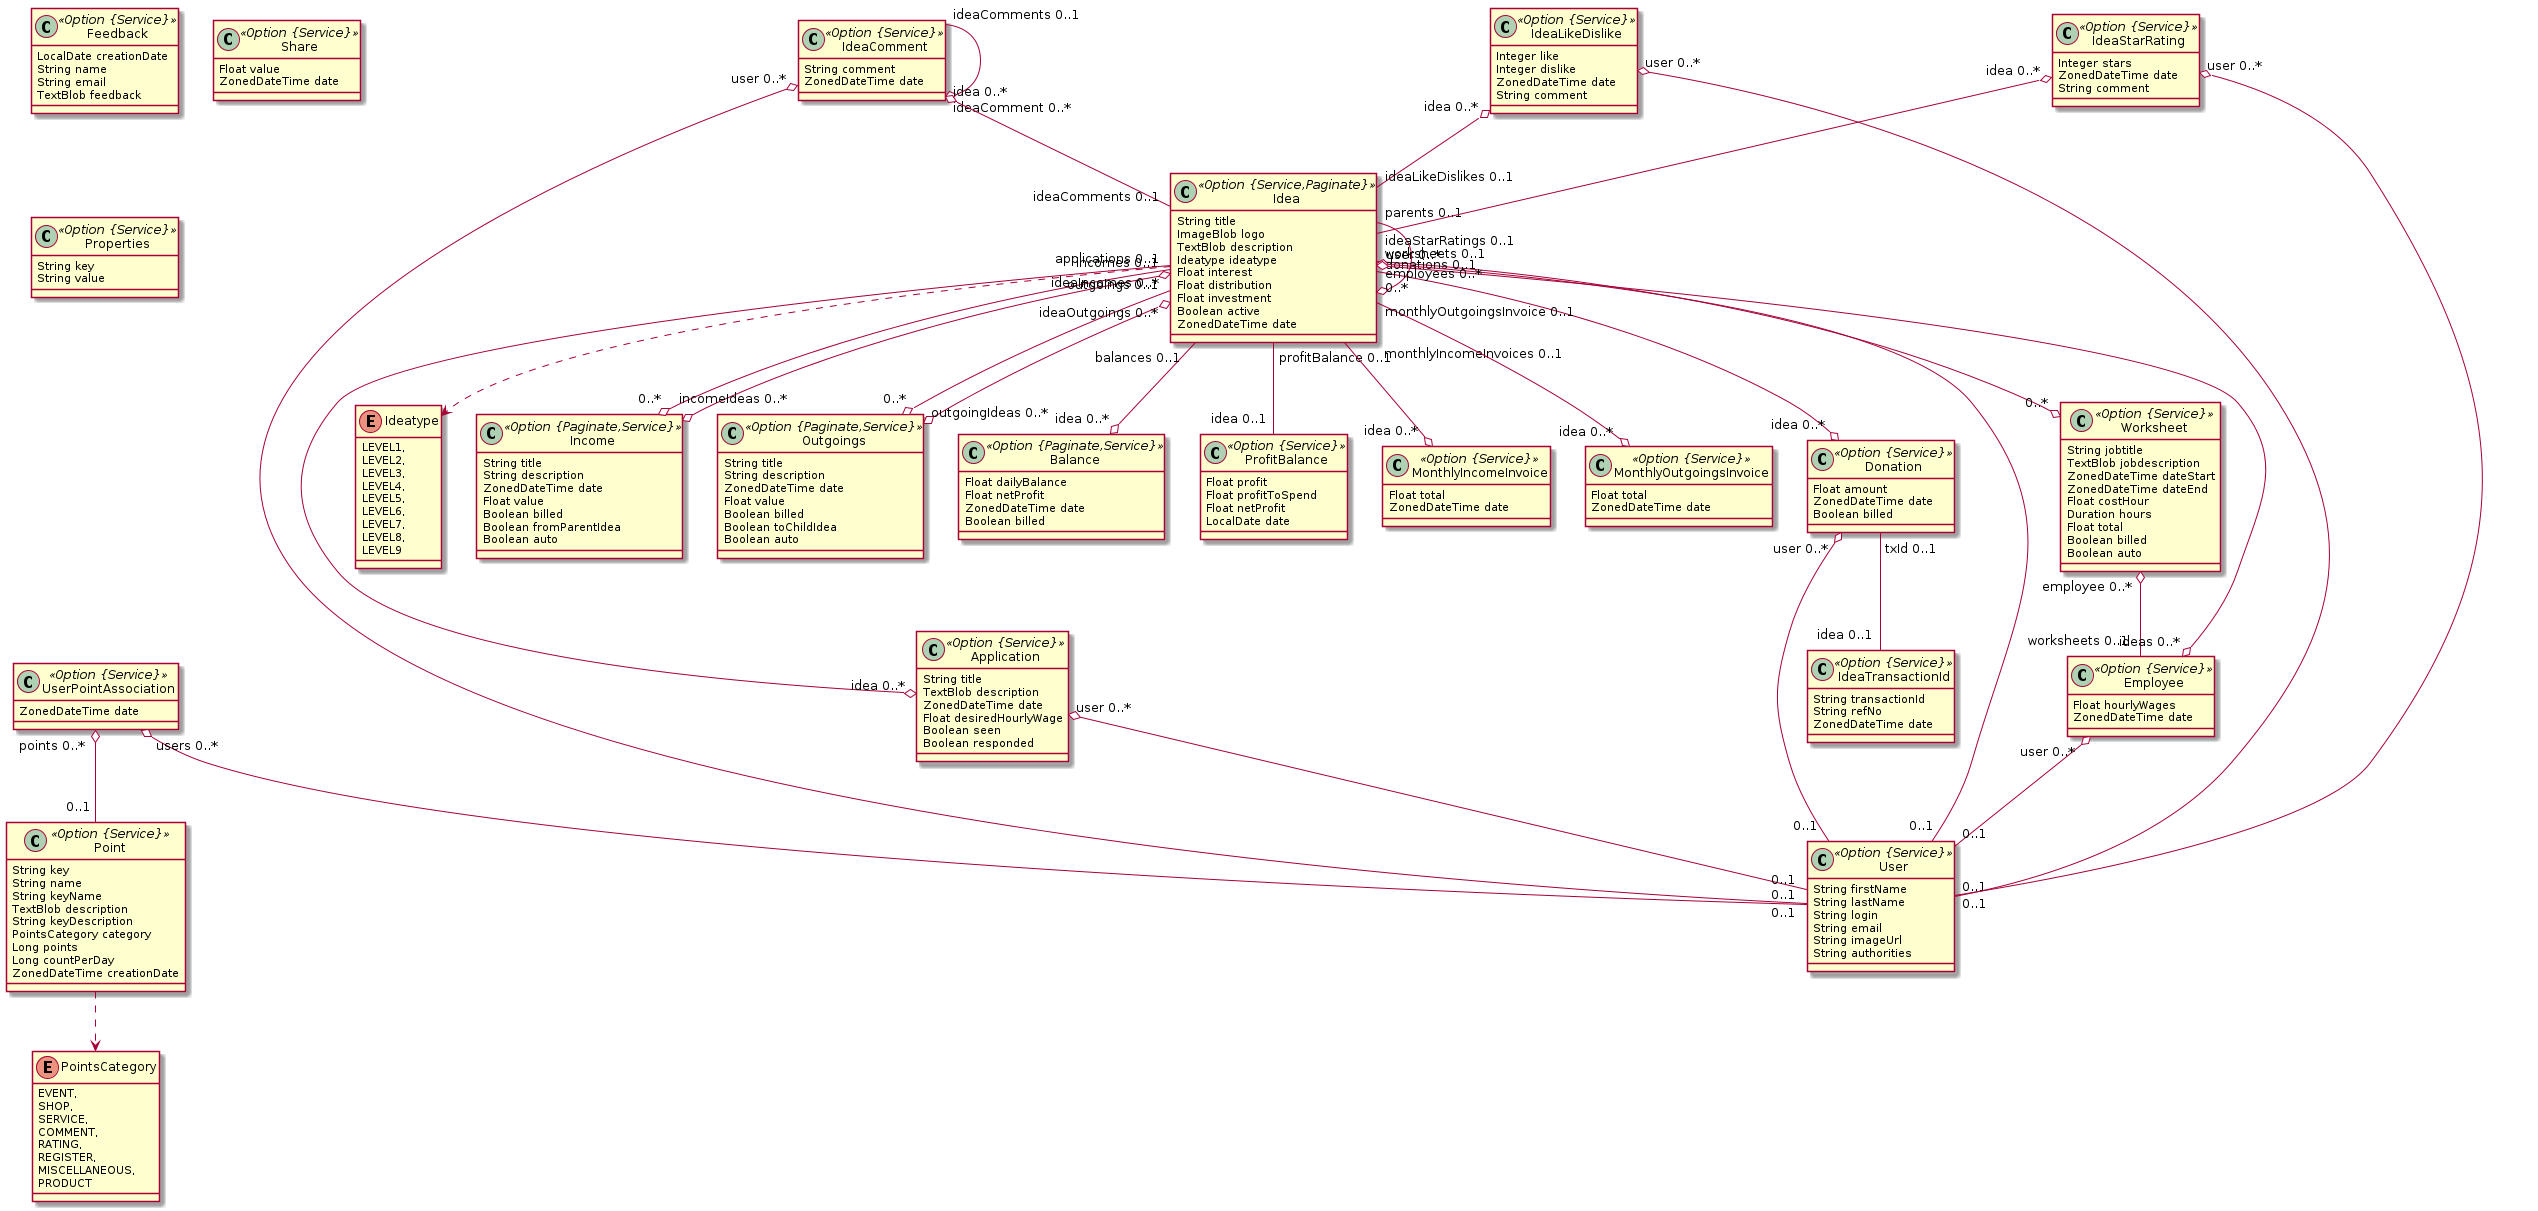 C «Option {Service}»
Feedback
LocalDate creationDate
String name
String email
TextBlob feedback
C «Option {Service}»
Share
Float value
ZonedDateTime date
C «Option {Service}»
IdeaComment
String comment
ZonedDateTime date
ideaComments 0..1
user 0..*
idea 0..*
ideaComment 0..*
C «Option {Service}»
IdeaLikeDislike
Integer like
Integer dislike
ZonedDateTime date
String comment
user 0..*
idea 0..*
C «Option {Service}»
IdeaStarRating
Integer stars
ZonedDateTime date
String comment
idea 0..*
user 0..*
C «Option {Service}»
Properties
String key
String value
C «Option {Service,Paginate}»
Idea
String title
ImageBlob logo
TextBlob description
Ideatype ideatype
Float interest
Float distribution
Float investment
Boolean active
ZonedDateTime date
ideaComments 0..1
applications 0..1
incomes 0..1
ideaIncomes 0..*
outgoings 0..1
ideaOutgoings 0..*
balances 0..1
profitBalance 0..1
ideaLikeDislikes 0..1
parents 0..1
ideaStarRatings 0..1
worksheets 0..1
user 0..*
donations 0..1
employees 0..*
0..*
monthlyOutgoingsInvoice 0..1
monthlyIncomeInvoices 0..1
E Ideatype
LEVEL1,
LEVEL2,
LEVEL3,
LEVEL4,
LEVEL5,
LEVEL6,
LEVEL7,
LEVEL8,
LEVEL9
0..*
incomeIdeas 0..*
C «Option {Paginate,Service}»
Income
String title
String description
ZonedDateTime date
Float value
Boolean billed
Boolean fromParentIdea
Boolean auto
0..*
outgoingIdeas 0..*
C «Option {Paginate,Service}»
Outgoings
String title
String description
ZonedDateTime date
Float value
Boolean billed
Boolean toChildIdea
Boolean auto
idea 0..*
C «Option {Paginate,Service}»
Balance
Float dailyBalance
Float netProfit
ZonedDateTime date
Boolean billed
idea 0..1
C «Option {Service}»
ProfitBalance
Float profit
Float profitToSpend
Float netProfit
LocalDate date
idea 0..*
C «Option {Service}»
MonthlyIncomeInvoice
Float total
ZonedDateTime date
idea 0..*
C «Option {Service}»
MonthlyOutgoingsInvoice
Float total
ZonedDateTime date
idea 0..*
C «Option {Service}»
Donation
Float amount
ZonedDateTime date
Boolean billed
user 0..*
txId 0..1
0..*
C «Option {Service}»
Worksheet
String jobtitle
TextBlob jobdescription
ZonedDateTime dateStart
ZonedDateTime dateEnd
Float costHour
Duration hours
Float total
Boolean billed
Boolean auto
employee 0..*
C «Option {Service}»
UserPointAssociation
ZonedDateTime date
points 0..*
users 0..*
idea 0..*
C «Option {Service}»
Application
String title
TextBlob description
ZonedDateTime date
Float desiredHourlyWage
Boolean seen
Boolean responded
user 0..*
idea 0..1
C «Option {Service}»
IdeaTransactionId
String transactionId
String refNo
ZonedDateTime date
worksheets 0..1
ideas 0..*
C «Option {Service}»
Employee
Float hourlyWages
ZonedDateTime date
user 0..*
0..1
C «Option {Service}»
Point
String key
String name
String keyName
TextBlob description
String keyDescription
PointsCategory category
Long points
Long countPerDay
ZonedDateTime creationDate
0..1
0..1
0..1
0..1
0..1
0..1
0..1
0..1
C «Option {Service}»
User
String firstName
String lastName
String login
String email
String imageUrl
String authorities
E PointsCategory
EVENT,
SHOP,
SERVICE,
COMMENT,
RATING,
REGISTER,
MISCELLANEOUS,
PRODUCT